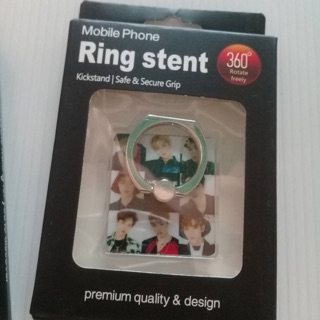 Mobile Phone
Ring stent
Kickstand | Safe & Secure Grip
360°
Rotate
freely
premium quality & design